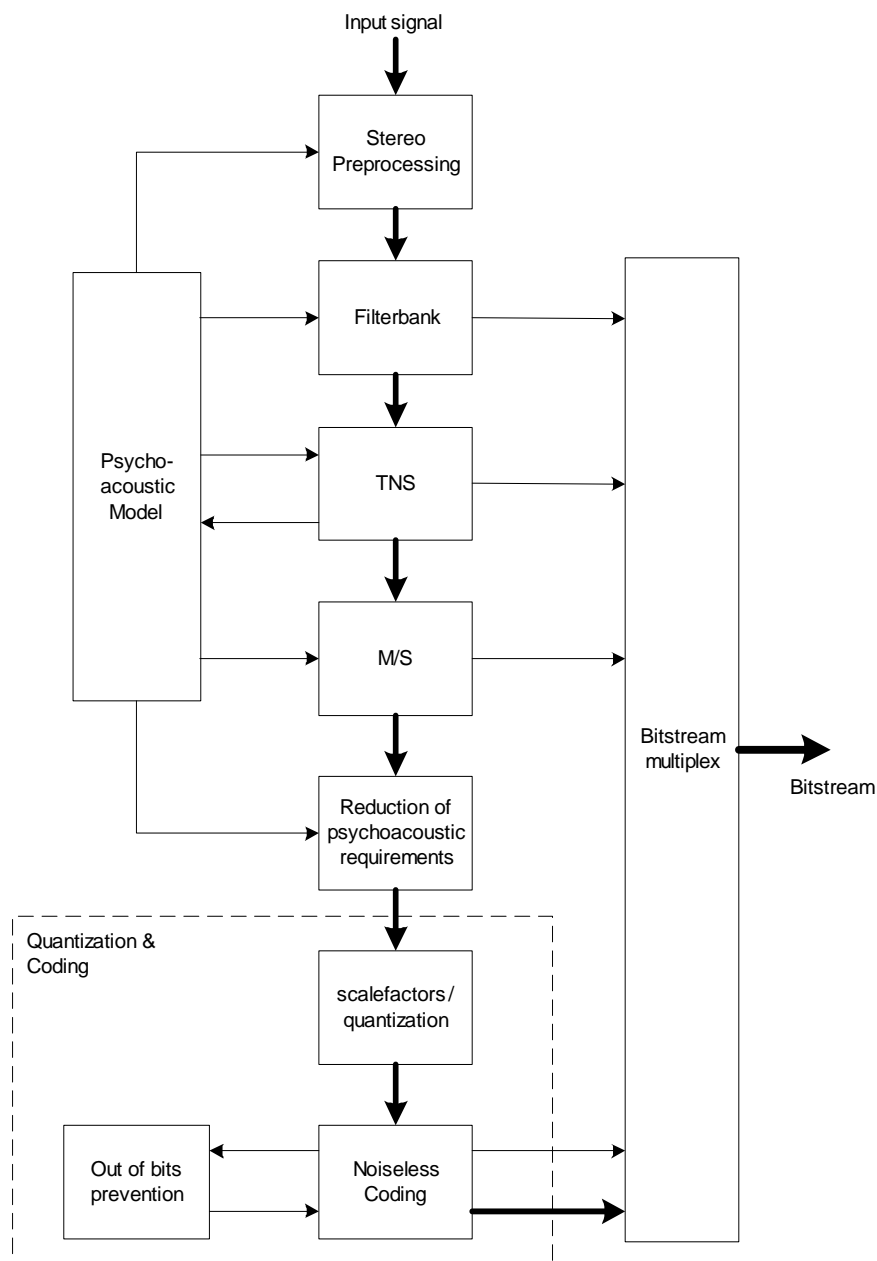 Input signal
Stereo
Preprocessing
Filterbank
Psycho-
acoustic
Model
TNS
M/S
Bitstream
multiplex
Bitstream
Reduction of
psychoacoustic
requirements
Quantization &
Coding
scalefactors/
quantization
Out of bits
prevention
Noiseless
Coding